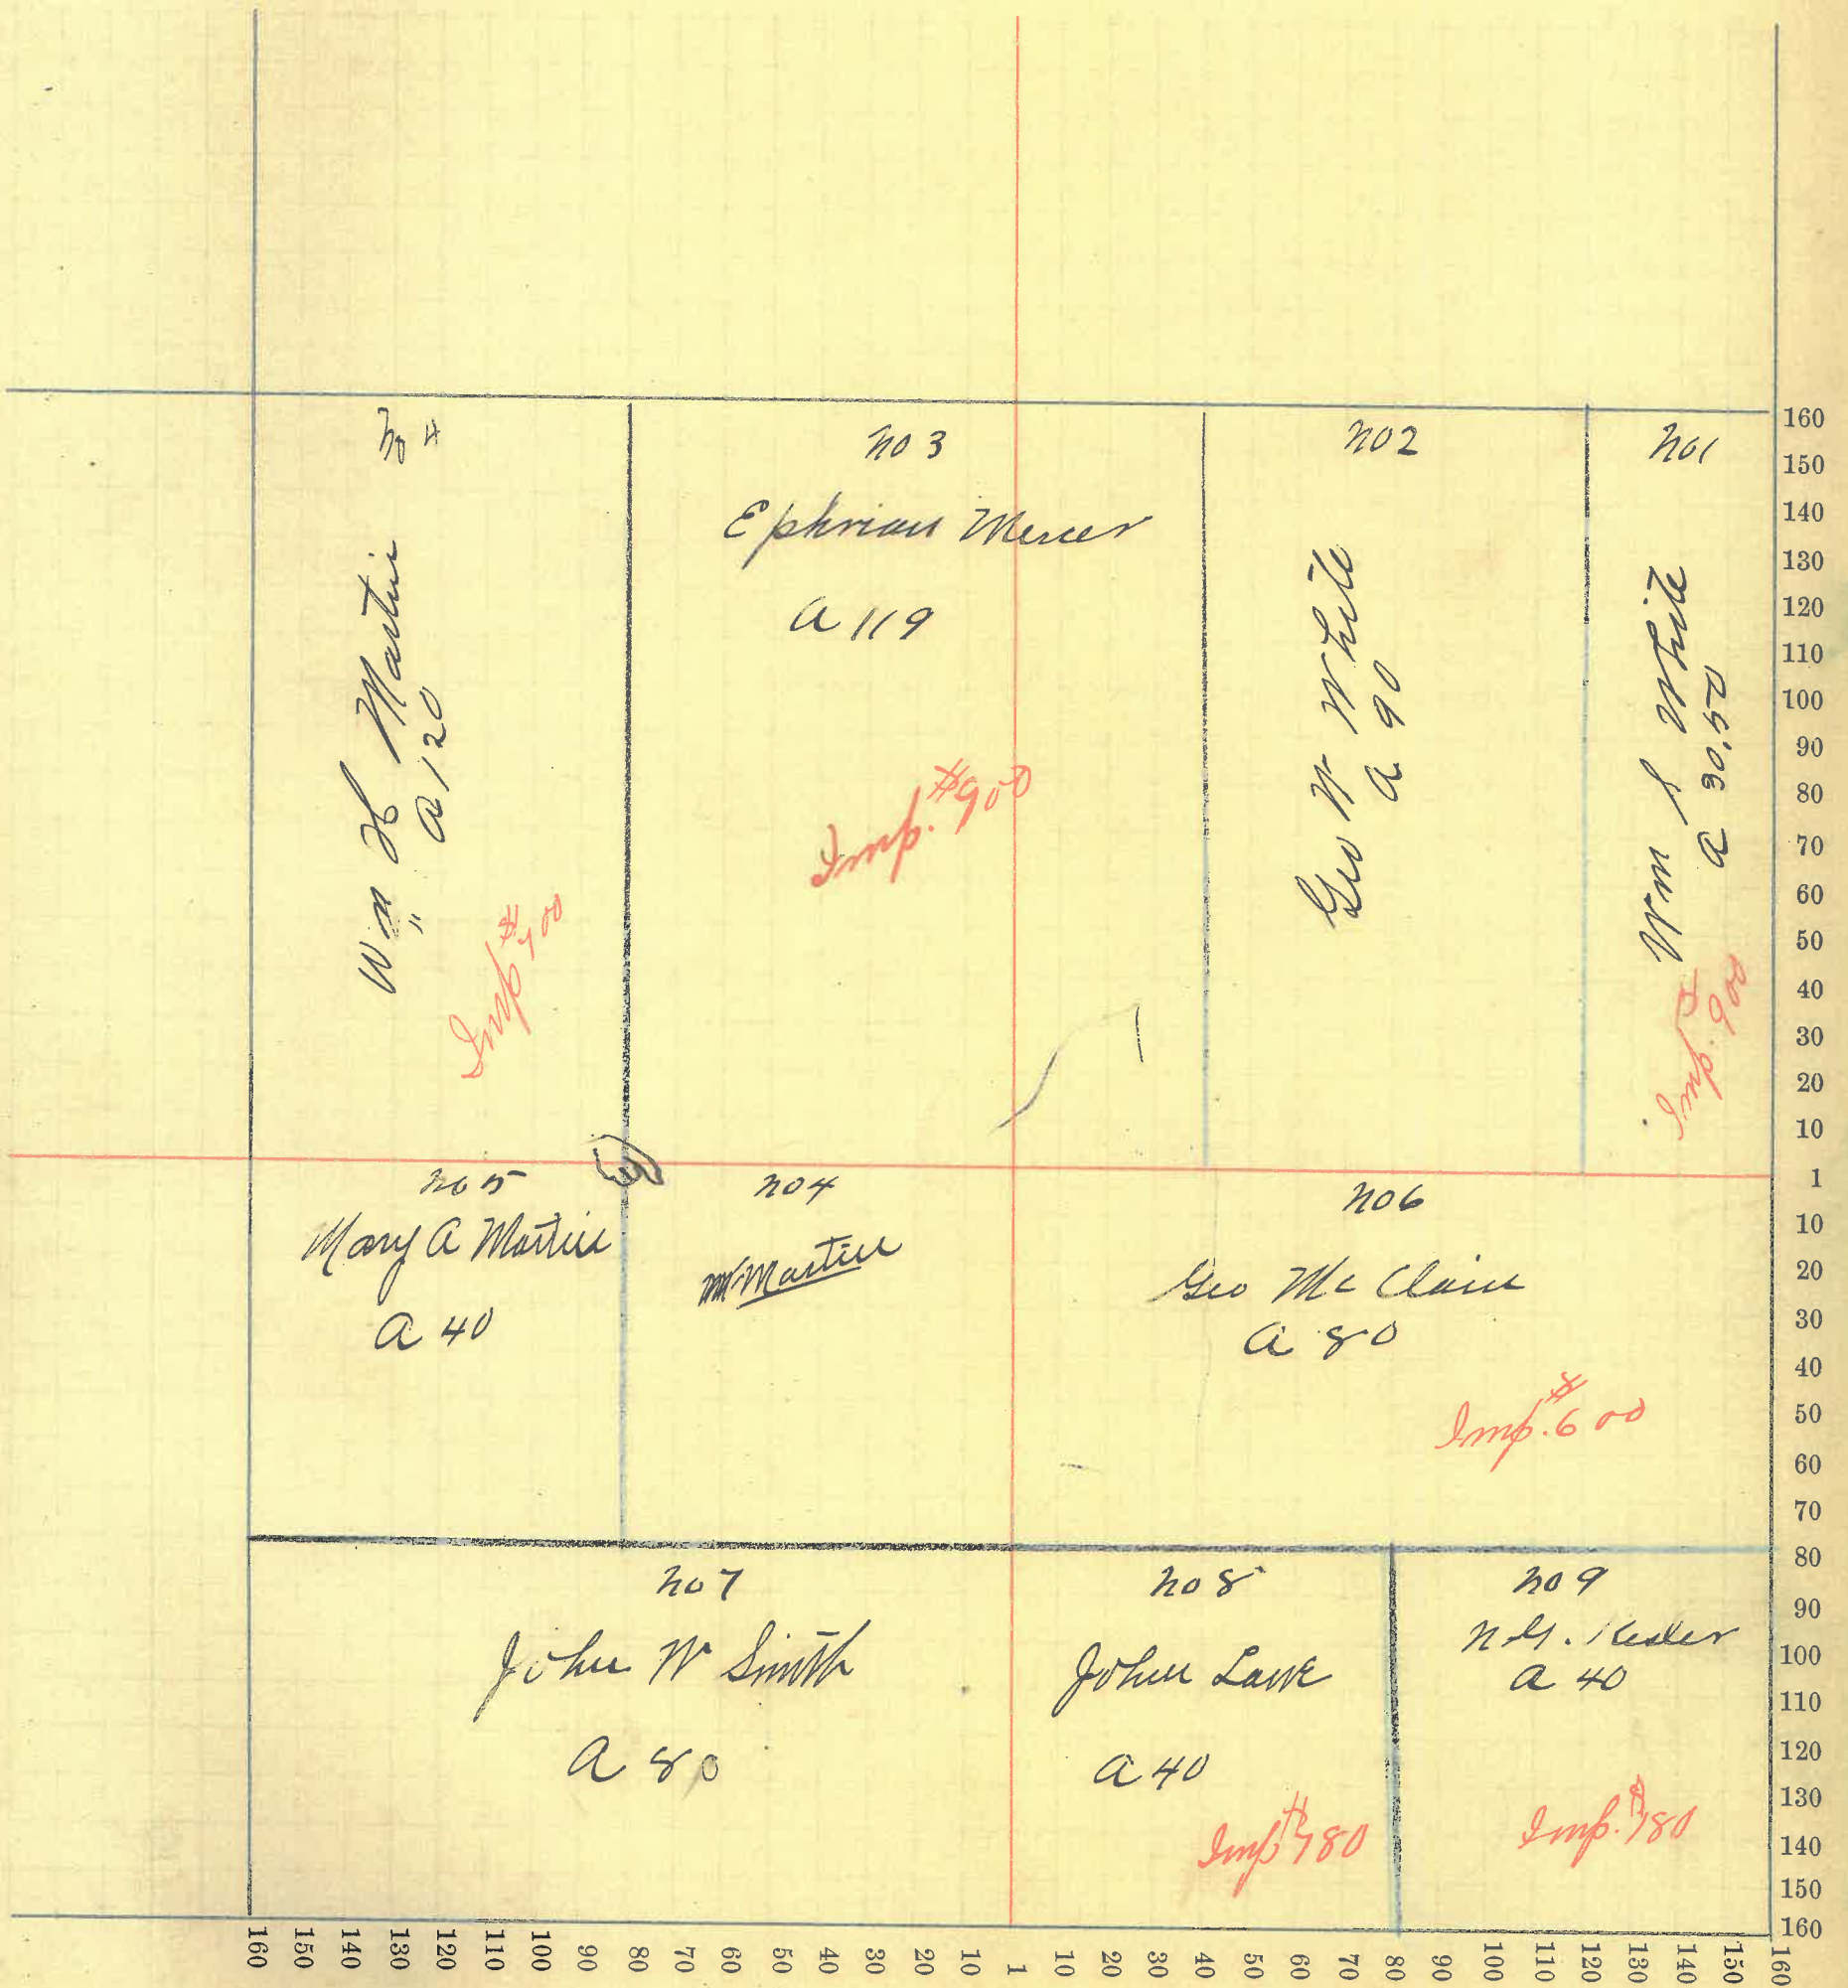 No 4
Wm H Martin
A 120
Imp $700
No 3
Ephriam Mercer
A 119
Imp. $900
No 2
Geo W White
A 90
No 1
Wm S White
A 30.50
Imp. $900
No 5
Mary A Martin
A 40
No 4
Wm Martin
No 6
Geo Mc Clain
A 80
Imp. $600
No 7
John W Smith
A 80
No 8
John Lane
A 40
Imp $780
No 9
A 40
Imp. $780
160
150
140
130
120
110
100
90
80
70
60
50
40
30
20
10
1
10
20
30
40
50
60
70
80
90
100
110
120
130
140
150
160
160 150 140 130 120 110 100 90 80 70 60 50 40 30 20 10 1 10 20 30 40 50 60 70 80 90 100 110 120 130 140 150 160